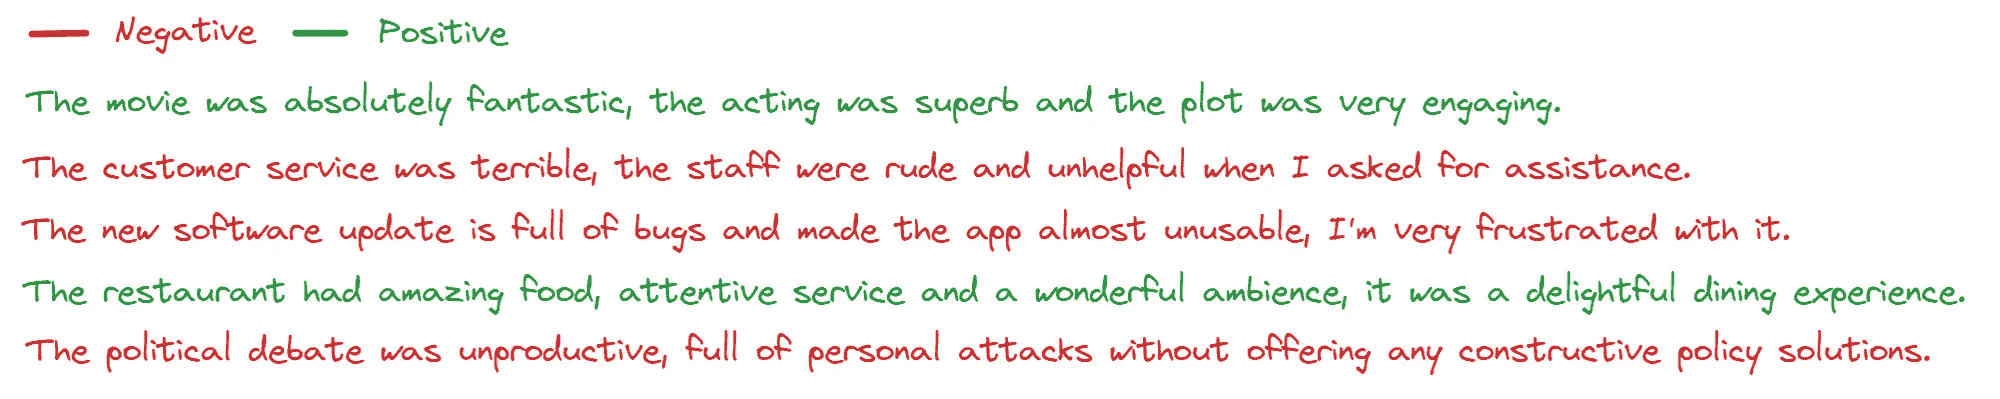 Negative Positive
The movie was absolutely fantastic, the acting was superb and the plot was very engaging.
The customer service was terrible, the staff were rude and unhelpful when I asked for assistance.
The new software update is full of bugs and made the app almost unusable, I'm very frustrated with it.
The restaurant had amazing food, attentive service and a wonderful ambience, it was a delightful dining experience.
The political debate was unproductive, full of personal attacks without offering any constructive policy solutions.